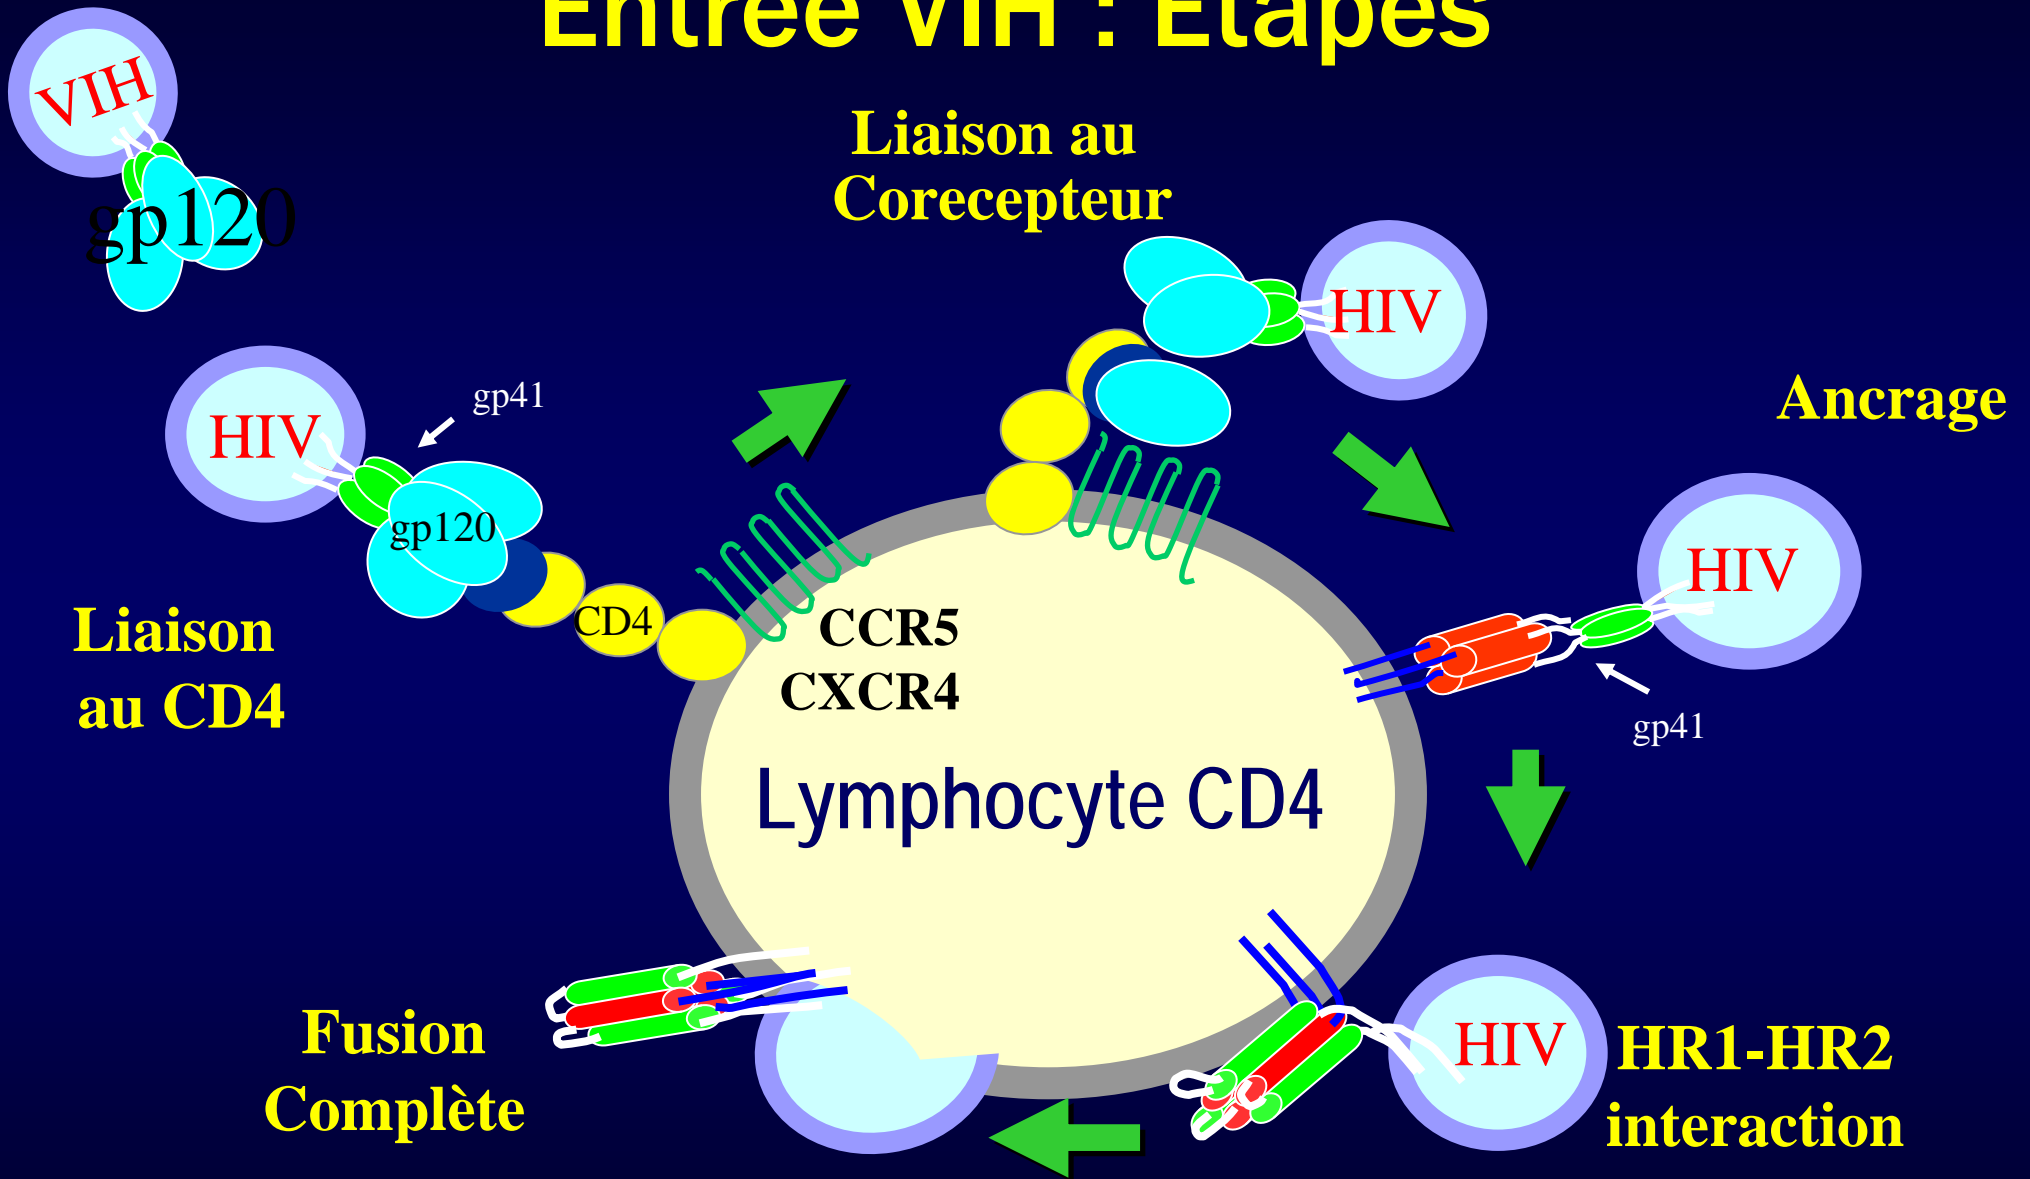 Entrée VIH : Etapes
VIH
gp120
Liaison au
Corecepteur
HIV
gp41
HIV
gp120
CD4
Liaison
au CD4
CCR5
CXCR4
Ancrage
HIV
gp41
Lymphocyte CD4
HIV
HR1-HR2
interaction
Fusion
Complète